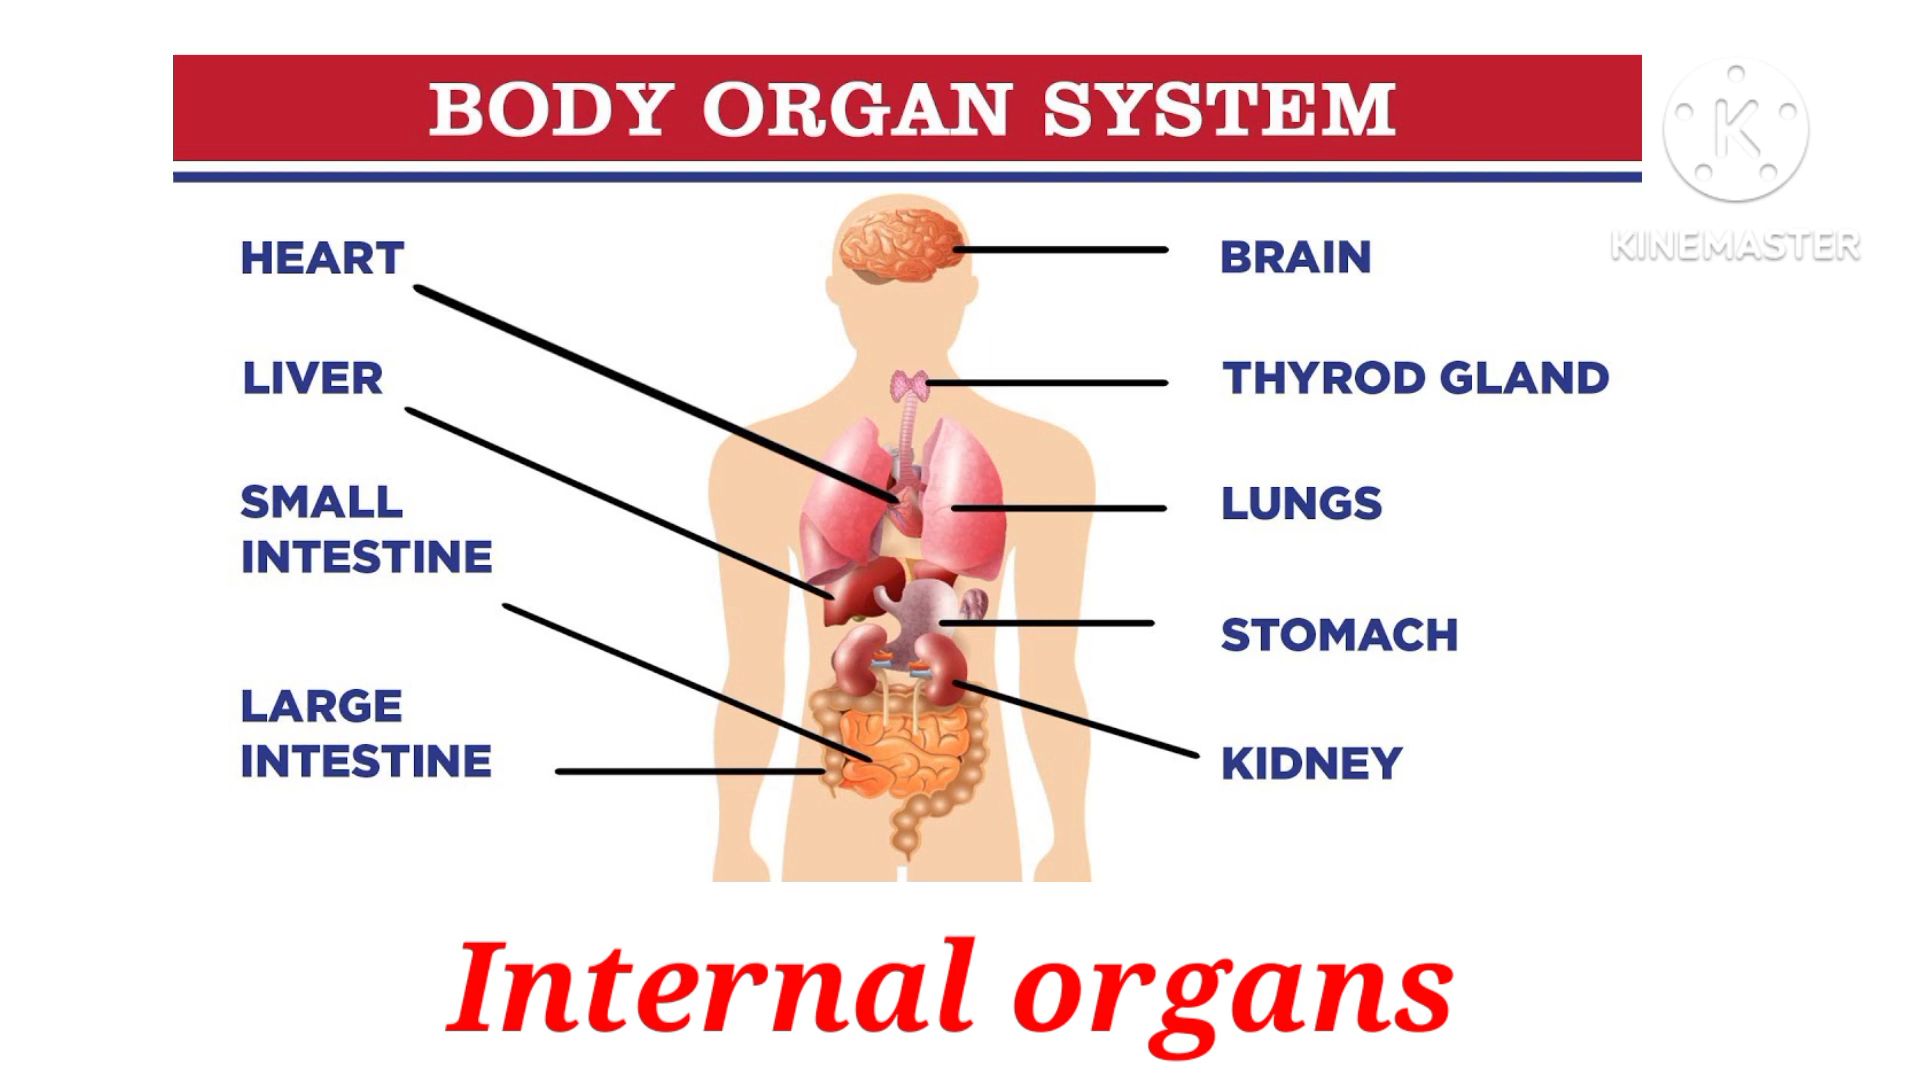 BODY ORGAN SYSTEM
K
KINEMASTER
HEART
LIVER
SMALL
INTESTINE
LARGE
INTESTINE
BRAIN
THYROD GLAND
LUNGS
STOMACH
KIDNEY
Internal organs